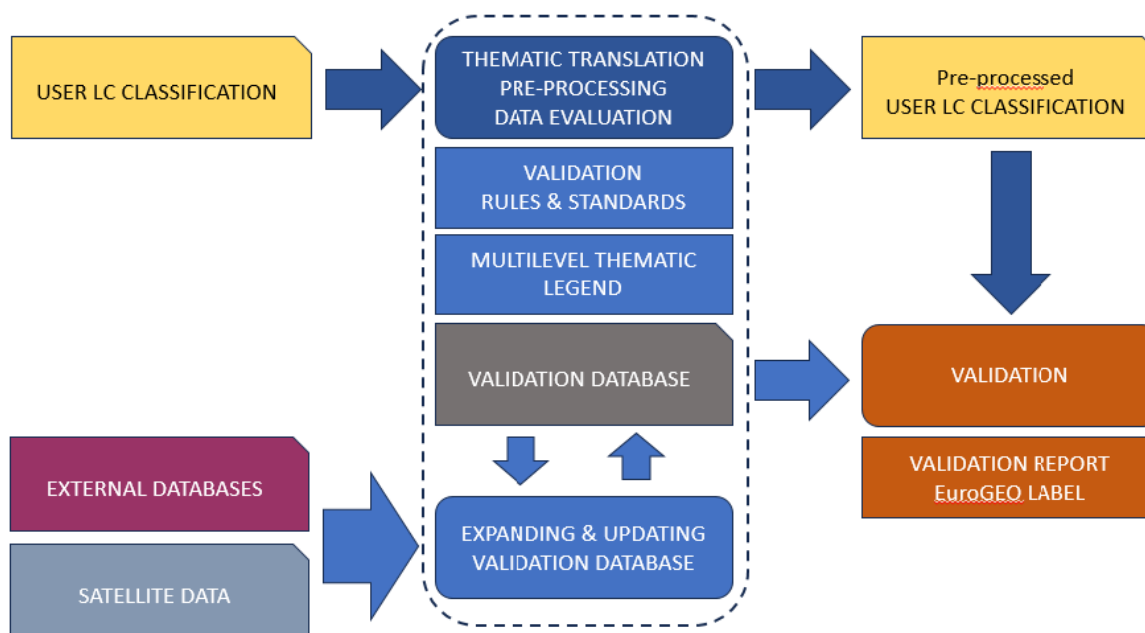 USER LC CLASSIFICATION
THEMATIC TRANSLATION
PRE-PROCESSING
DATA EVALUATION
Pre-processed
USER LC CLASSIFICATION
VALIDATION
RULES & STANDARDS
MULTILEVEL THEMATIC
LEGEND
VALIDATION DATABASE
VALIDATION
EXTERNAL DATABASES
VALIDATION REPORT
EuroGEO LABEL
EXPANDING & UPDATING
VALIDATION DATABASE
SATELLITE DATA